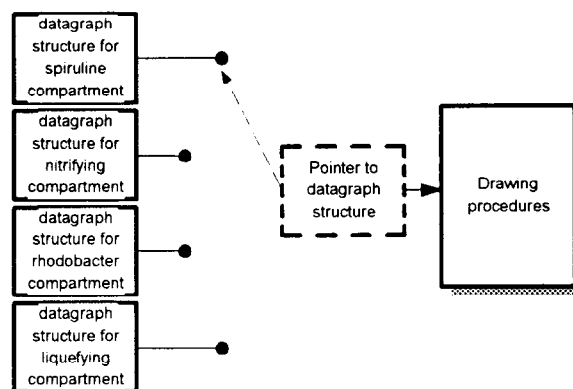 datagraph
structure for
spiruline
compartment
datagraph
structure for
nitrifying
compartment
datagraph
structure for
rhodobacter
compartment
datagraph
structure for
liquefying
compartment
Pointer to
datagraph
structure
Drawing
procedures